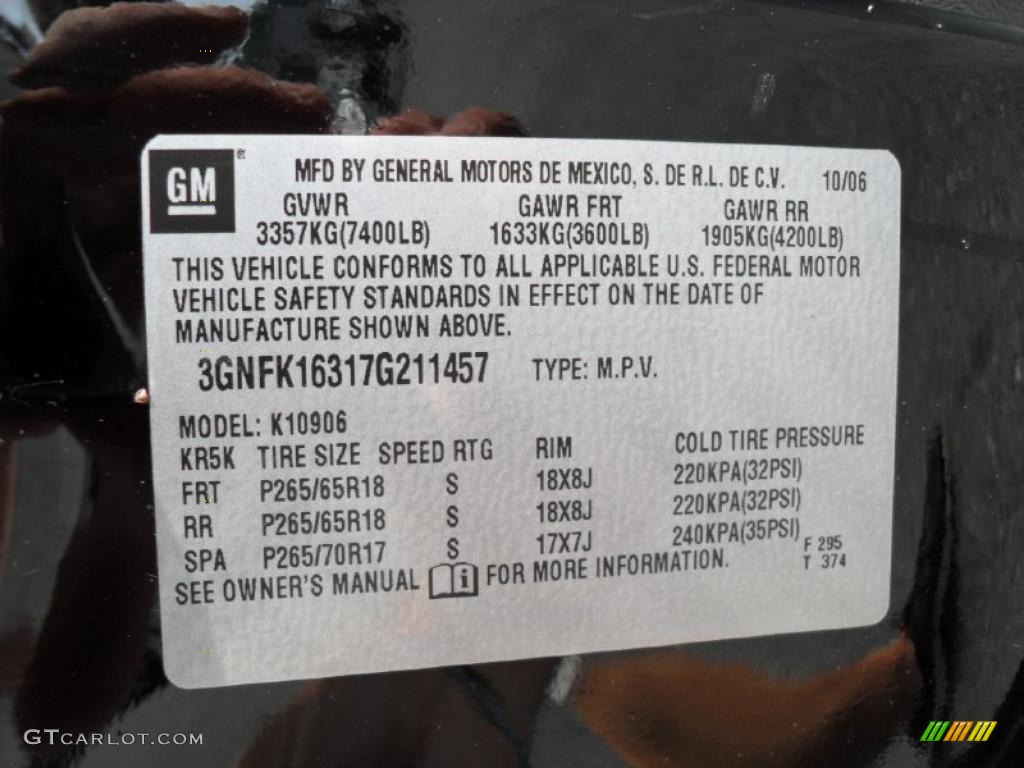 GM ®
MFD BY GENERAL MOTORS DE MEXICO, S. DE R.L. DE C.V. 10/06
GVWR GAWR FRT GAWR RR
3357KG(7400LB) 1633KG(3600LB) 1905KG(4200LB)
THIS VEHICLE CONFORMS TO ALL APPLICABLE U.S. FEDERAL MOTOR
VEHICLE SAFETY STANDARDS IN EFFECT ON THE DATE OF
MANUFACTURE SHOWN ABOVE.
3GNFK16317G211457 TYPE: M.P.V.
MODEL: K10906
KR5K TIRE SIZE SPEED RTG RIM COLD TIRE PRESSURE
FRT P265/65R18 S 18X8J 220KPA(32PSI)
RR P265/65R18 S 18X8J 220KPA(32PSI)
SPA P265/70R17 S 17X7J 240KPA(35PSI)
F 295
T 374
SEE OWNER'S MANUAL i FOR MORE INFORMATION.
GTCARLOT.COM